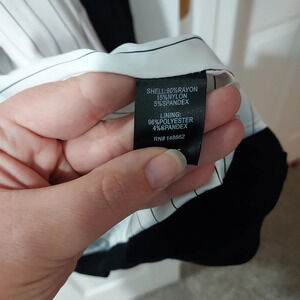 SHELL:80%RAYON
15%NYLON
5%SPANDEX
LINING:
96%POLYESTER
4%SPANDEX
RN# 148662